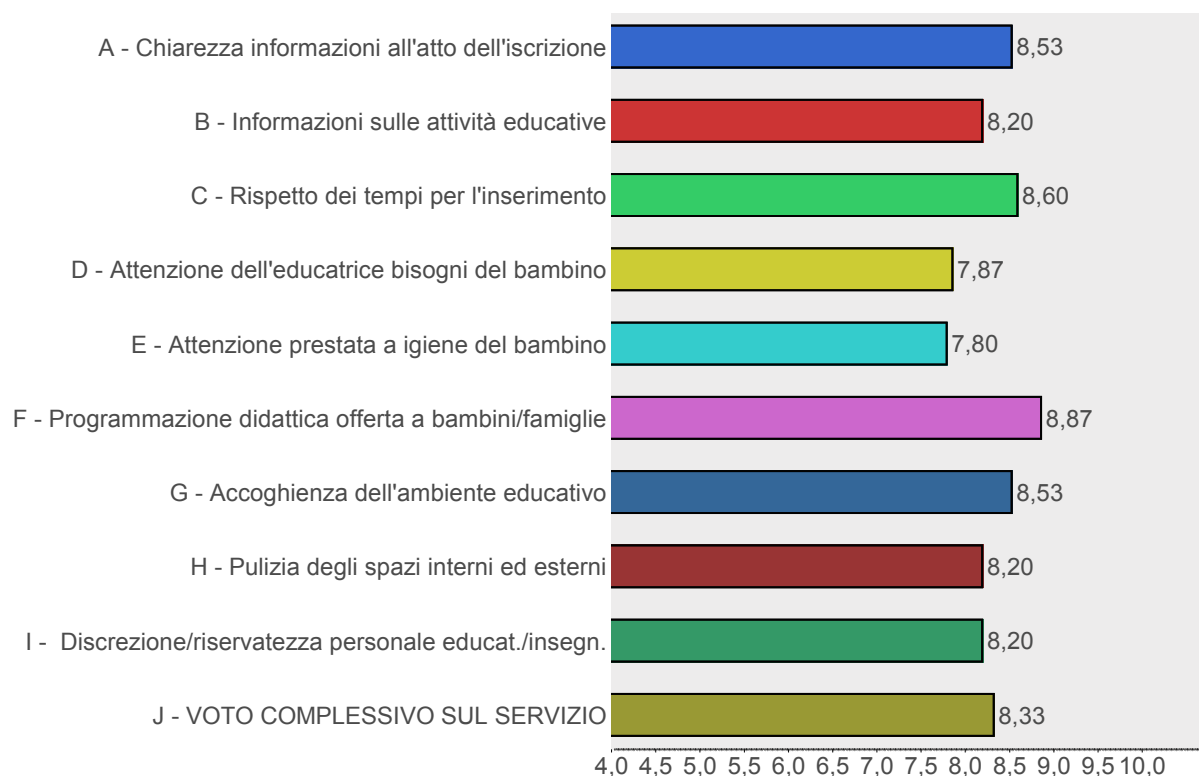 A - Chiarezza informazioni all'atto dell'iscrizione 8,53
B - Informazioni sulle attività educative 8,20
C - Rispetto dei tempi per l'inserimento 8,60
D - Attenzione dell'educatrice bisogni del bambino 7,87
E - Attenzione prestata a igiene del bambino 7,80
F - Programmazione didattica offerta a bambini/famiglie 8,87
G - Accoghienza dell'ambiente educativo 8,53
H - Pulizia degli spazi interni ed esterni 8,20
I -  Discrezione/riservatezza personale educat./insegn. 8,20
J - VOTO COMPLESSIVO SUL SERVIZIO 8,33
4,0 4,5 5,0 5,5 6,0 6,5 7,0 7,5 8,0 8,5 9,0 9,5 10,0